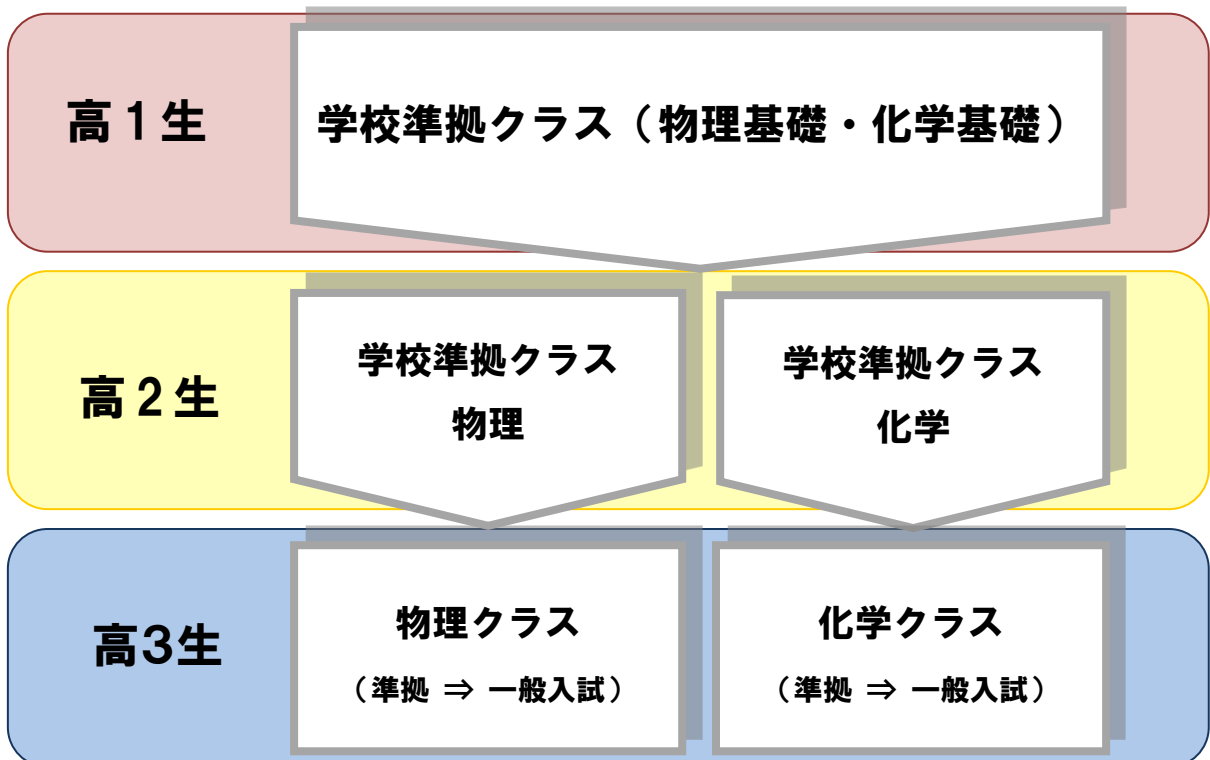 高１生
学校準拠クラス（物理基礎・化学基礎）
高２生
学校準拠クラス
物理
学校準拠クラス
化学
高３生
物理クラス
（準拠 ⇒ 一般入試）
化学クラス
（準拠 ⇒ 一般入試）